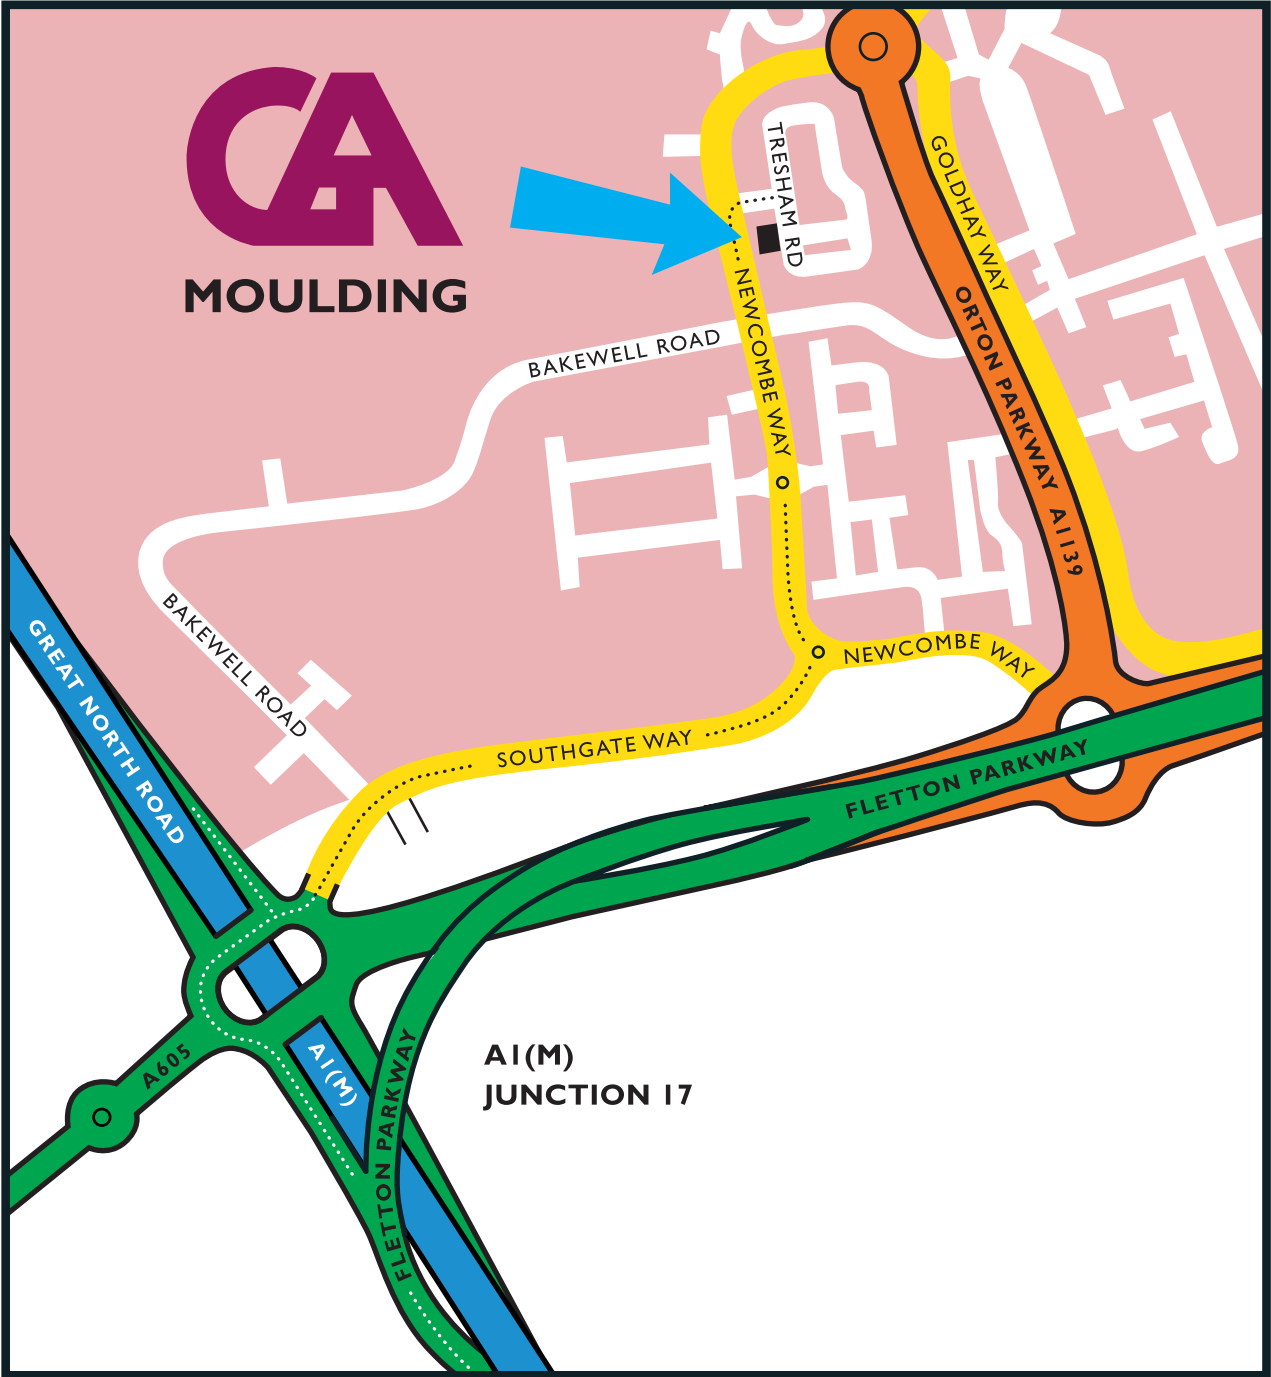 CA
MOULDING
TRESHAM RD
GOLDHAY WAY
NEWCOMBE WAY
BAKEWELL ROAD
ORTON PARKWAY A1139
BAKEWELL ROAD
GREAT NORTH ROAD
NEWCOMBE WAY
SOUTHGATE WAY
FLETTON PARKWAY
A1(M)
A605
FLETTON PARKWAY
A1(M)
JUNCTION 17